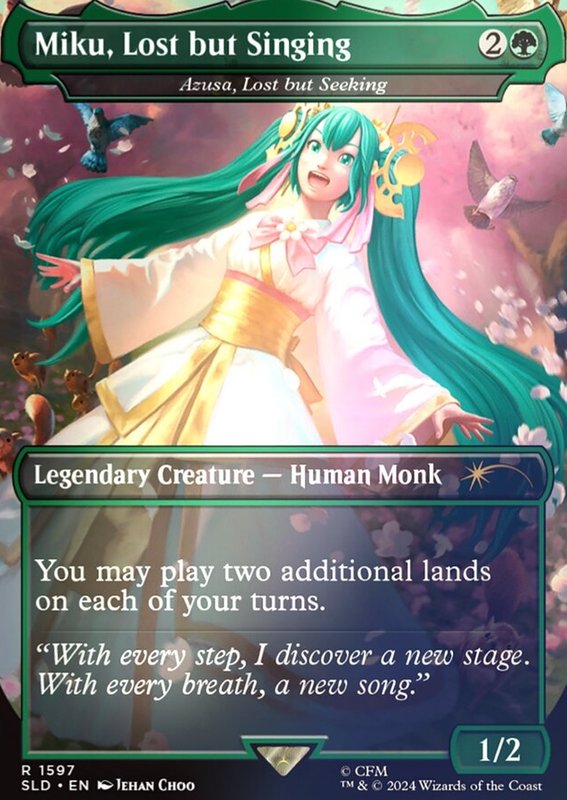 Miku, Lost but Singing 2
Azusa, Lost but Seeking
Legendary Creature — Human Monk
You may play two additional lands
on each of your turns.
“With every step, I discover a new stage.
With every breath, a new song.”
1/2
R 1597
SLD • EN Jehan Choo
© CFM
™ & © 2024 Wizards of the Coast